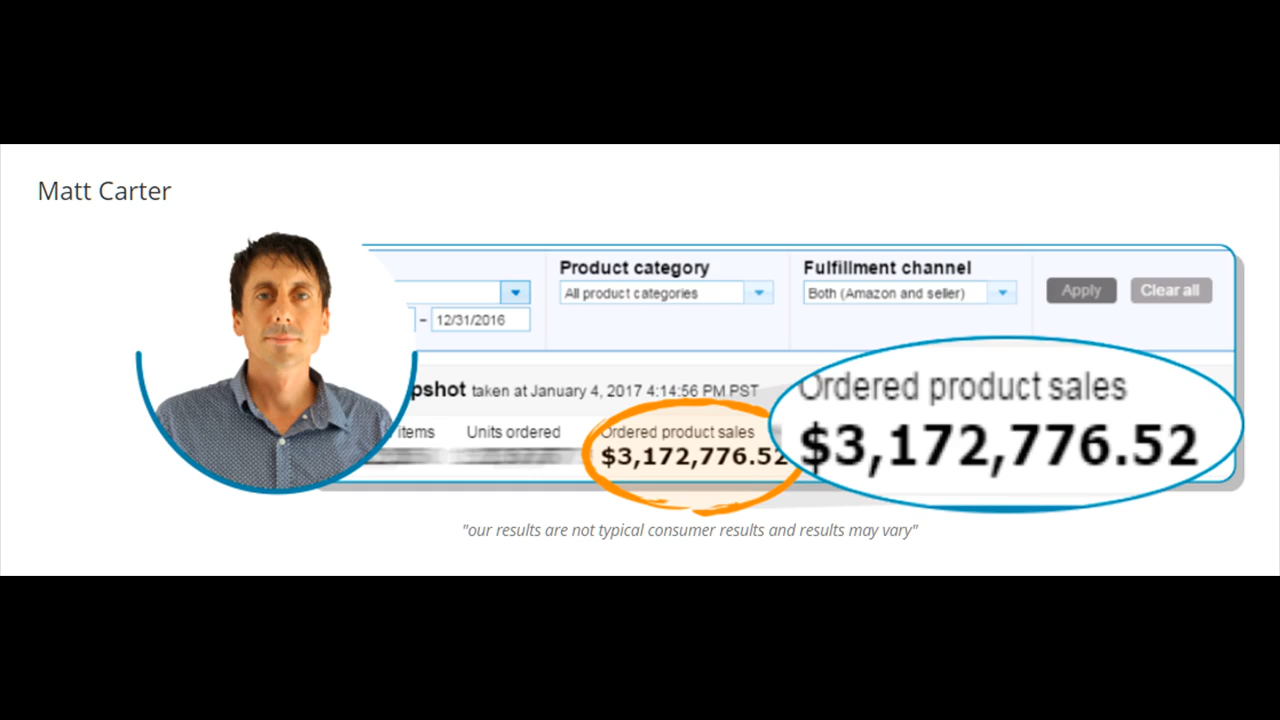 Matt Carter
Product category
Fulfillment channel
All product categories
Both (Amazon and seller)
Apply
Clear all
– 12/31/2016
taken at January 4, 2017 4:14:56 PM PST
Ordered product sales
$3,172,776.52
items
Units ordered
Ordered product sales
$3,172,776.52
"our results are not typical consumer results and results may vary"